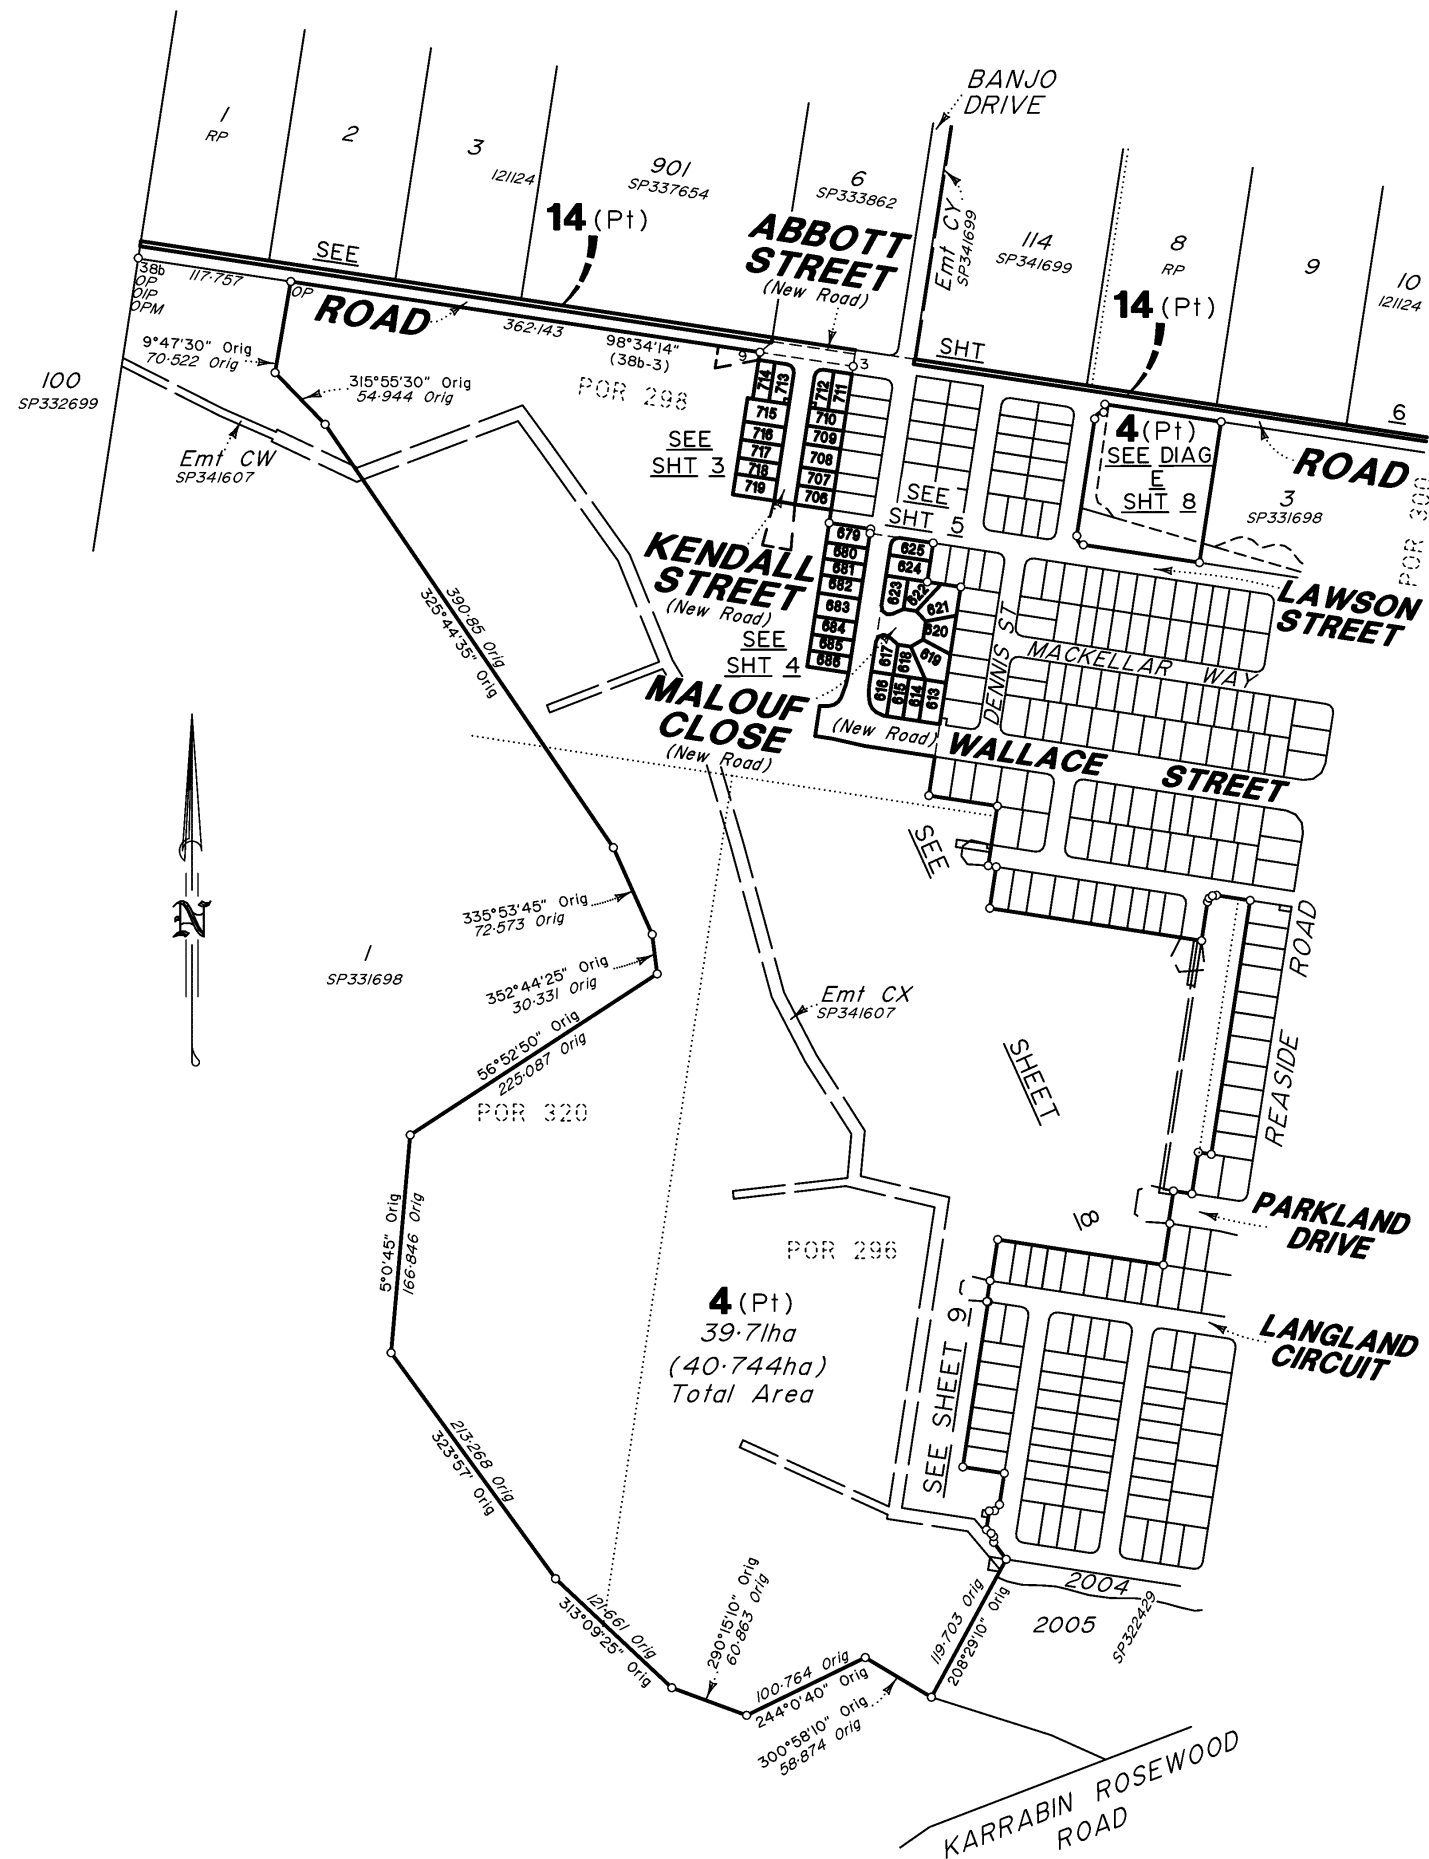 BANJO
DRIVE
1
RP
2
3
121124
901
SP337654
6
SP333862
Emt CY
SP341699
114
SP341699
8
RP
9
10
121124
14 (Pt)
SEE
ABBOTT
STREET
(New Road)
14 (Pt)
SHT
6
38b
OP
OIP
OPM
117·757
OP
ROAD
362·143
98°34'14"
(38b-3)
9
3
9°47'30" Orig
70·522 Orig
315°55'30" Orig
54·944 Orig
100
SP332699
POR 298
714
713
712
711
715
716
717
718
719
710
709
708
707
706
SEE
SHT 3
Emt CW
SP341607
4 (Pt)
SEE DIAG
E
SHT 8
ROAD
3
SP331698
POR 300
SEE
SHT 5
KENDALL
STREET
(New Road)
679
680
681
682
683
684
685
686
625
624
623
622
621
620
619
618
617
616
615
614
613
LAWSON
STREET
DENNIS ST
MACKELLAR WAY
SEE
SHT 4
MALOUF
CLOSE
(New Road)
(New Road)
WALLACE STREET
390·85 Orig
325°44'35" Orig
N
SEE
SHEET
8
335°53'45" Orig
72·573 Orig
352°44'25" Orig
30·331 Orig
1
SP331698
Emt CX
SP341607
REASIDE ROAD
56°52'50" Orig
225·087 Orig
POR 320
5°0'45" Orig
166·846 Orig
POR 296
PARKLAND
DRIVE
4 (Pt)
39·71ha
(40·744ha)
Total Area
SEE SHEET 9
LANGLAND
CIRCUIT
213·268 Orig
323°57' Orig
121·661 Orig
313°09'25" Orig
290°15'10" Orig
60·863 Orig
100·764 Orig
244°0'40" Orig
300°58'10" Orig
58·874 Orig
119·703 Orig
208°29'10" Orig
2004
2005
SP322429
KARRABIN ROSEWOOD
ROAD